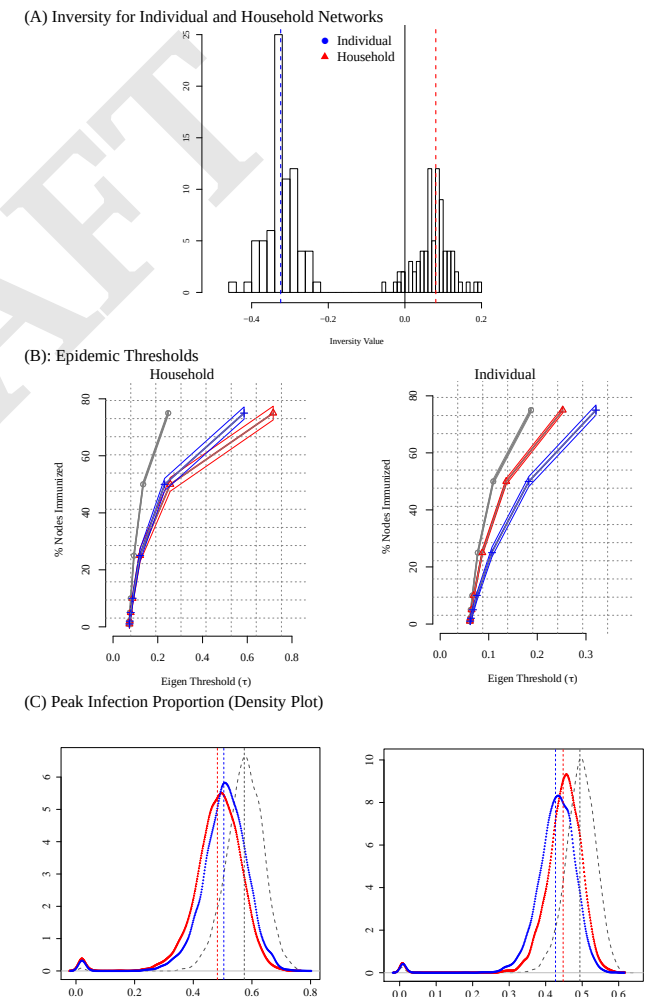 (A) Inversity for Individual and Household Networks
Individual
Household
25
20
15
10
5
0
−0.4 −0.2 0.0 0.2
Inversity Value
(B): Epidemic Thresholds
Household
80
60
40
20
0
% Nodes Immunized
0.0 0.2 0.4 0.6 0.8
Eigen Threshold (τ)
Individual
80
60
40
20
0
% Nodes Immunized
0.0 0.1 0.2 0.3
Eigen Threshold (τ)
(C) Peak Infection Proportion (Density Plot)
6
5
4
3
2
1
0
0.0 0.2 0.4 0.6 0.8
10
8
6
4
2
0
0.0 0.1 0.2 0.3 0.4 0.5 0.6
AFT